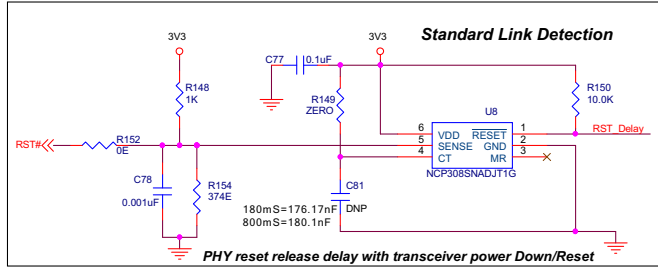 Standard Link Detection
3V3
3V3
C77
0.1uF
R148
1K
R149
ZERO
R150
10.0K
U8
RST#
R152
0E
6
5
4
VDD
SENSE
CT
RESET
GND
MR
1
2
3
RST_Delay
NCP308SNADJT1G
C78
0.001uF
R154
374E
C81
DNP
180mS=176.17nF
800mS=180.1nF
PHY reset release delay with transceiver power Down/Reset